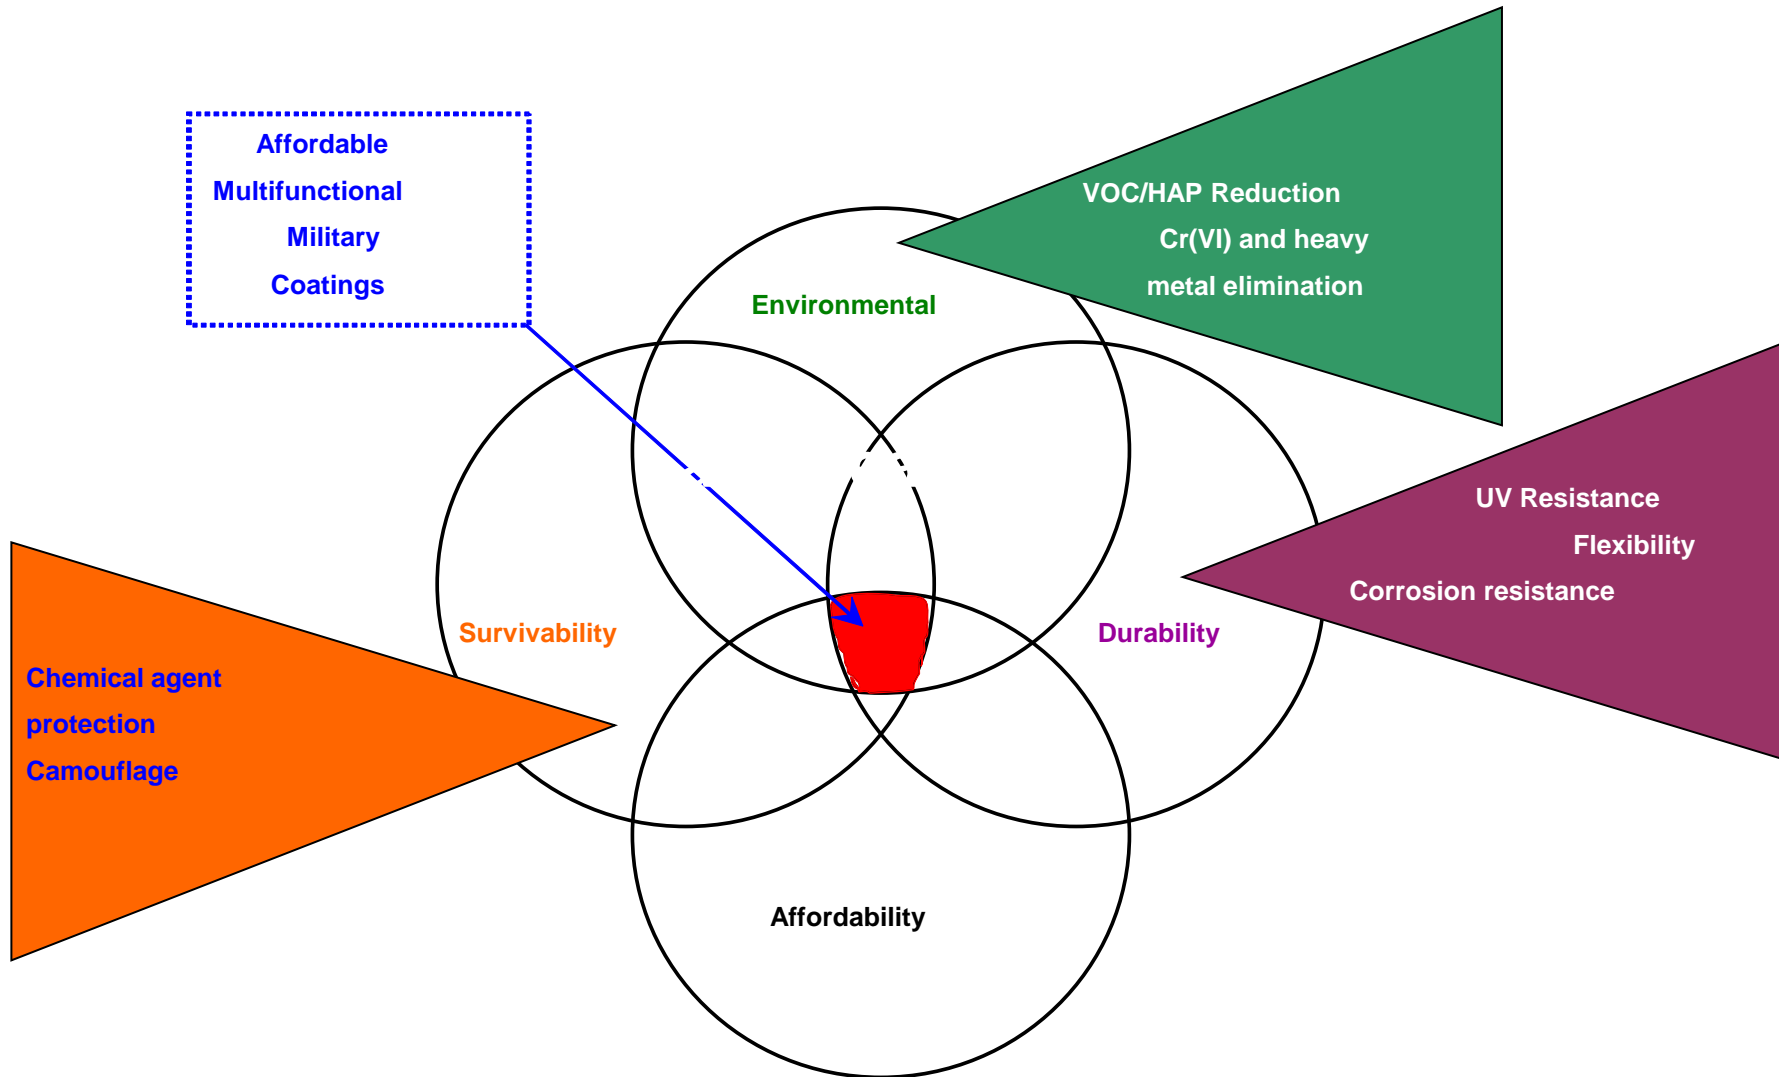 Affordable
Multifunctional
Military
Coatings
VOC/HAP Reduction
Cr(VI) and heavy
metal elimination
Environmental
UV Resistance
Flexibility
Corrosion resistance
Survivability
Durability
Chemical agent
protection
Camouflage
Affordability